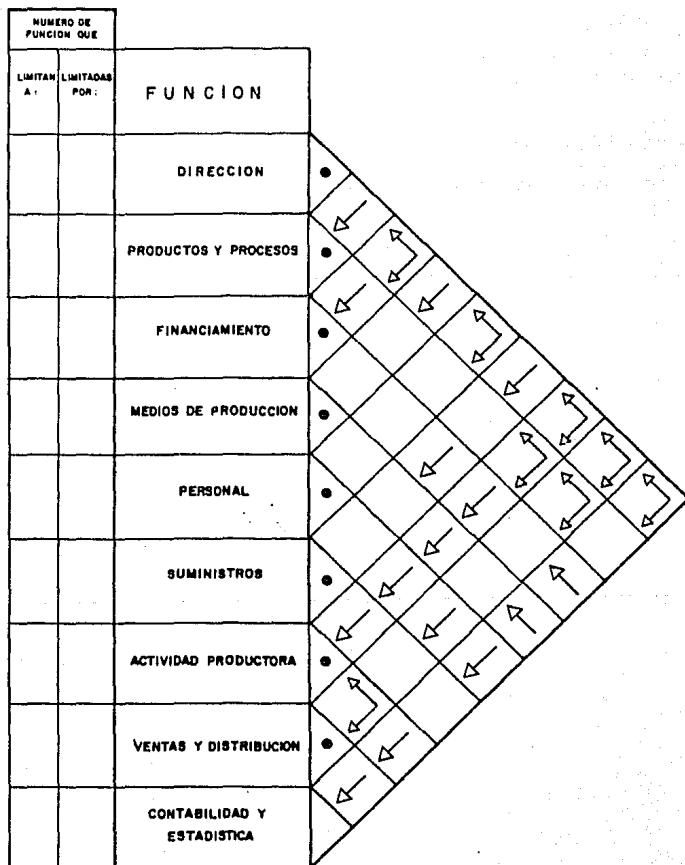 NUMERO DE
FUNCION QUE
LIMITAN
A:
LIMITADAS
POR:
FUNCION
DIRECCION
PRODUCTOS Y PROCESOS
FINANCIAMIENTO
MEDIOS DE PRODUCCION
PERSONAL
SUMINISTROS
ACTIVIDAD PRODUCTORA
VENTAS Y DISTRIBUCION
CONTABILIDAD Y
ESTADISTICA